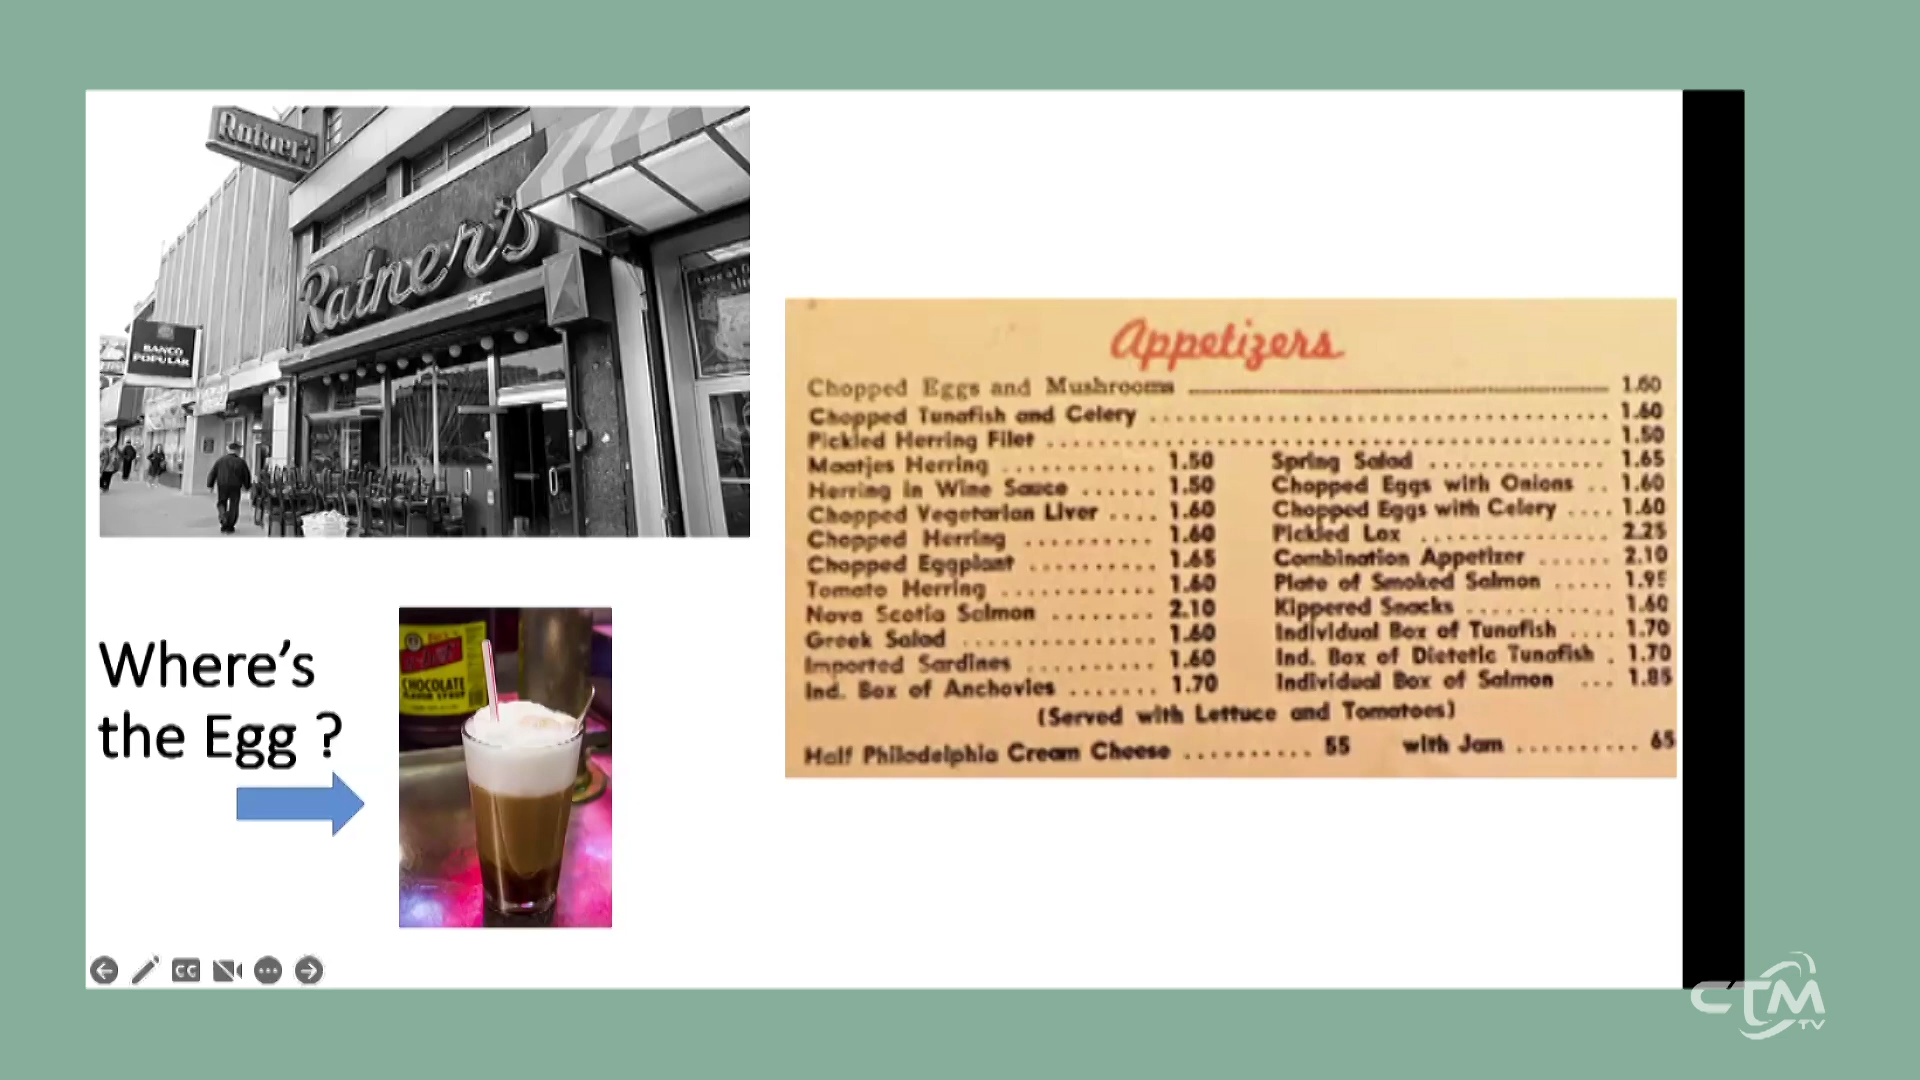 Ratner's
Ratner's
BANCO
POPULAR
Where's
the Egg ?
CHOCOLATE
Appetizers
Chopped Eggs and Mushrooms 1.60
Chopped Tunafish and Celery 1.60
Pickled Herring Filet 1.50
Maatjes Herring 1.50
Herring in Wine Sauce 1.50
Chopped Vegetarian Liver 1.60
Chopped Herring 1.60
Chopped Eggplant 1.65
Tomato Herring 1.60
Nova Scotia Salmon 2.10
Greek Salad 1.60
Imported Sardines 1.60
Ind. Box of Anchovies 1.70
Spring Salad 1.65
Chopped Eggs with Onions 1.60
Chopped Eggs with Celery 1.60
Pickled Lox 2.25
Combination Appetizer 2.10
Plate of Smoked Salmon 1.95
Kippered Snacks 1.60
Individual Box of Tunafish 1.70
Ind. Box of Dietetic Tunafish 1.70
Individual Box of Salmon 1.85
(Served with Lettuce and Tomatoes)
Half Philadelphia Cream Cheese 55 with Jam 65
CC
CTM
TV